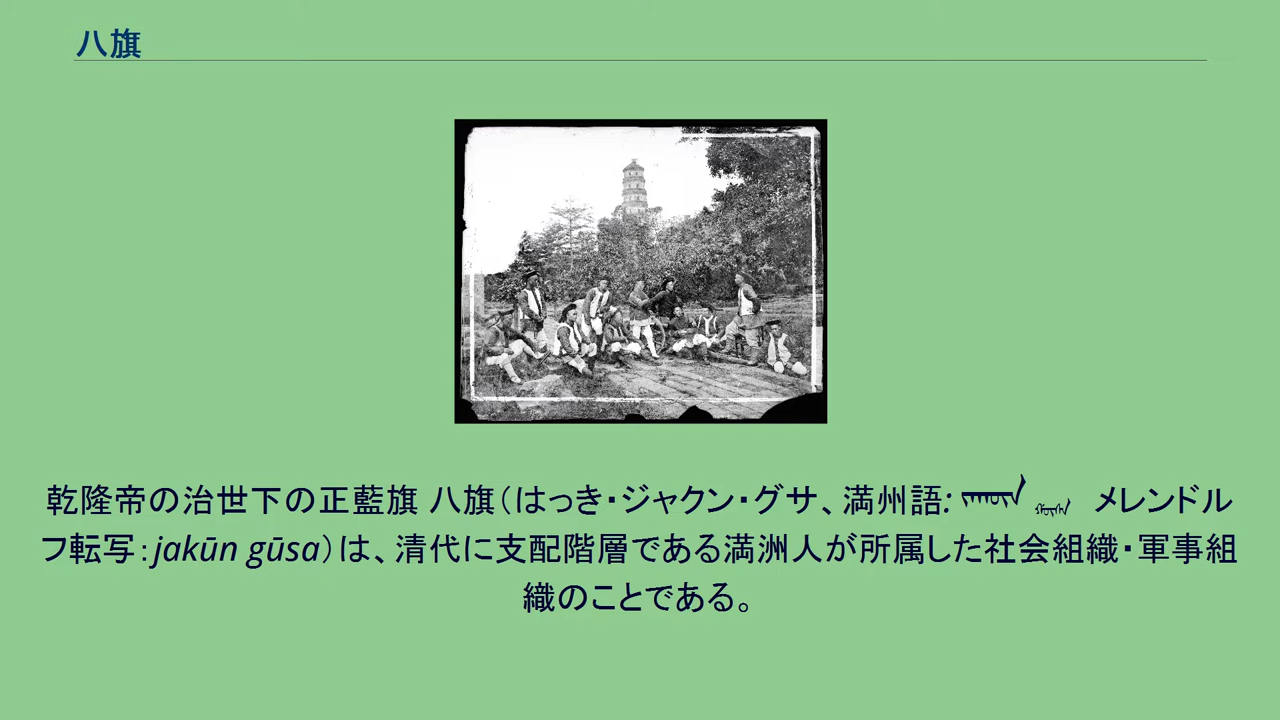 八旗
乾隆帝の治世下の正藍旗 八旗（はっき・ジャクン・グサ、満州語: メレンドル
フ転写：jakūn gūsa）は、清代に支配階層である満洲人が所属した社会組織・軍事組
織のことである。